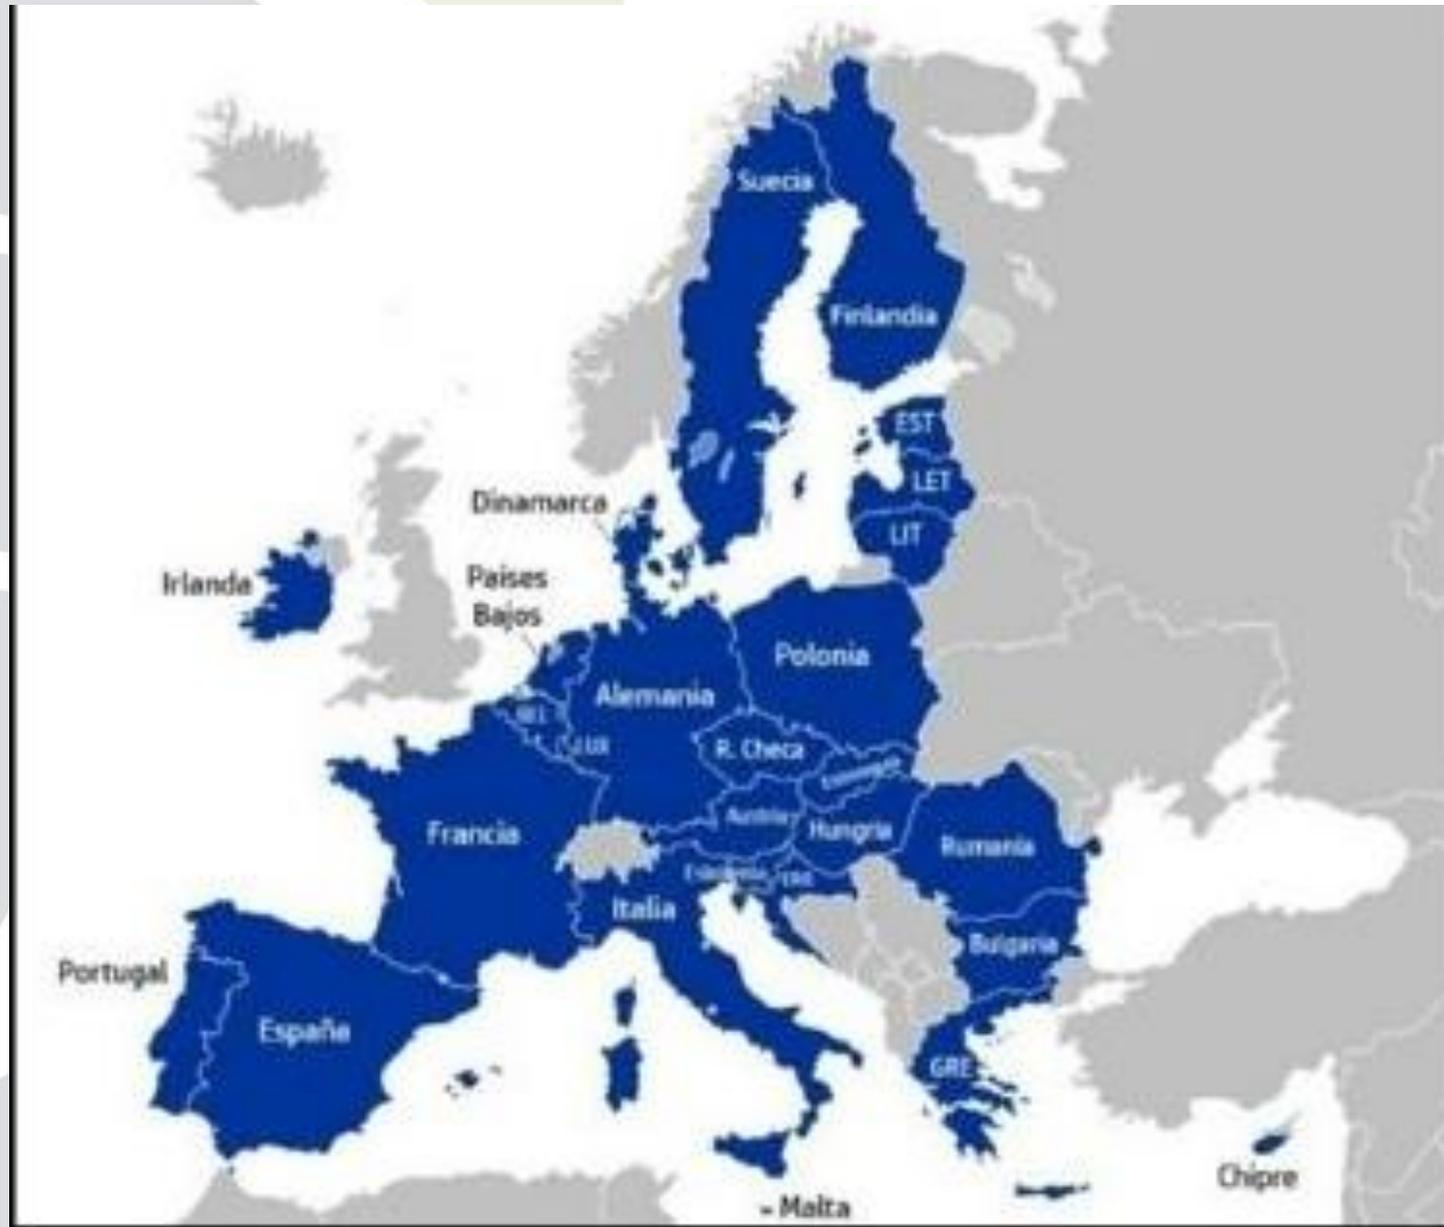 Suecia
Finlandia
EST
LET
LIT
Dinamarca
Irlanda
Paises
Bajos
Polonia
Alemania
LUX
R. Checa
Austria
Hungria
Francia
Rumania
Italia
Bulgaria
Portugal
España
GRE
Chipre
- Malta